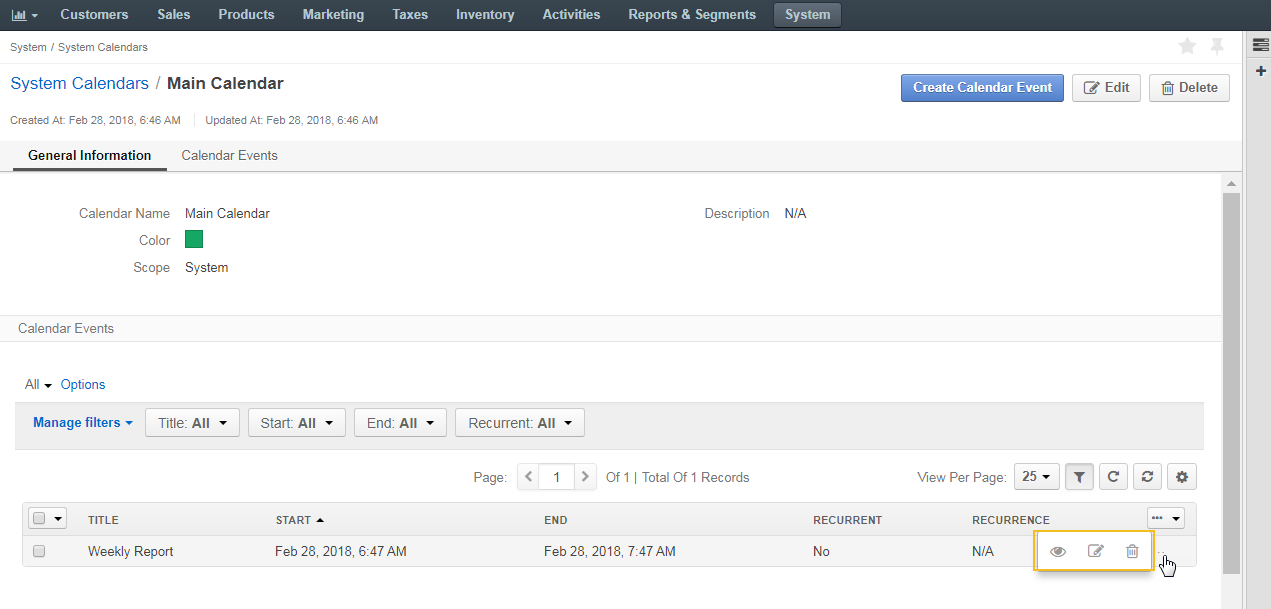 Customers Sales Products Marketing Taxes Inventory Activities Reports & Segments System
System / System Calendars
System Calendars / Main Calendar
Create Calendar Event Edit Delete
Created At: Feb 28, 2018, 6:46 AM Updated At: Feb 28, 2018, 6:46 AM
General Information Calendar Events
Calendar Name Main Calendar Description N/A
Color
Scope System
Calendar Events
All Options
Manage filters Title: All Start: All End: All Recurrent: All
Page: 1 Of 1 | Total Of 1 Records View Per Page: 25
TITLE START END RECURRENT RECURRENCE
Weekly Report Feb 28, 2018, 6:47 AM Feb 28, 2018, 7:47 AM No N/A